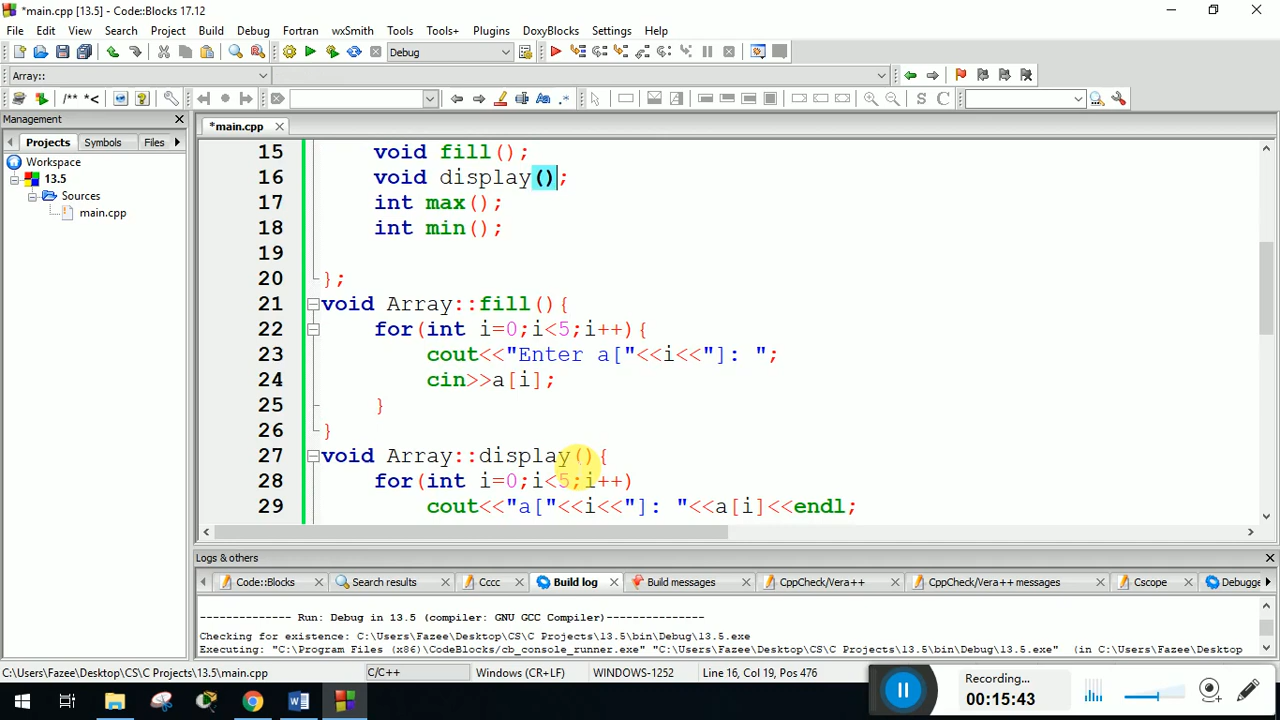 *main.cpp [13.5] - Code::Blocks 17.12
File Edit View Search Project Build Debug Fortran wxSmith Tools Tools+ Plugins DoxyBlocks Settings Help
Debug
Array::
/** *<
S C
Management
Projects Symbols Files
*main.cpp
Workspace
13.5
Sources
main.cpp
15 void fill();
16 void display();
17 int max();
18 int min();
19
20 };
21 void Array::fill(){
22 for(int i=0;i<5;i++){
23 cout<<"Enter a["<<i<<"]: ";
24 cin>>a[i];
25 }
26 }
27 void Array::display(){
28 for(int i=0;i<5;i++)
29 cout<<"a["<<i<<"]: "<<a[i]<<endl;
Logs & others
Code::Blocks Search results Cccc Build log Build messages CppCheck/Vera++ CppCheck/Vera++ messages Cscope Debugge
-------------- Run: Debug in 13.5 (compiler: GNU GCC Compiler)---------------
Checking for existence: C:\Users\Fazee\Desktop\CS\C Projects\13.5\bin\Debug\13.5.exe
Executing: "C:\Program Files (x86)\CodeBlocks/cb_console_runner.exe" "C:\Users\Fazee\Desktop\CS\C Projects\13.5\bin\Debug\13.5.exe" (in C:\Users\Fazee\Desktop
C:\Users\Fazee\Desktop\CS\C Projects\13.5\main.cpp C/C++ Windows (CR+LF) WINDOWS-1252 Line 16, Col 19, Pos 476
Recording...
00:15:43